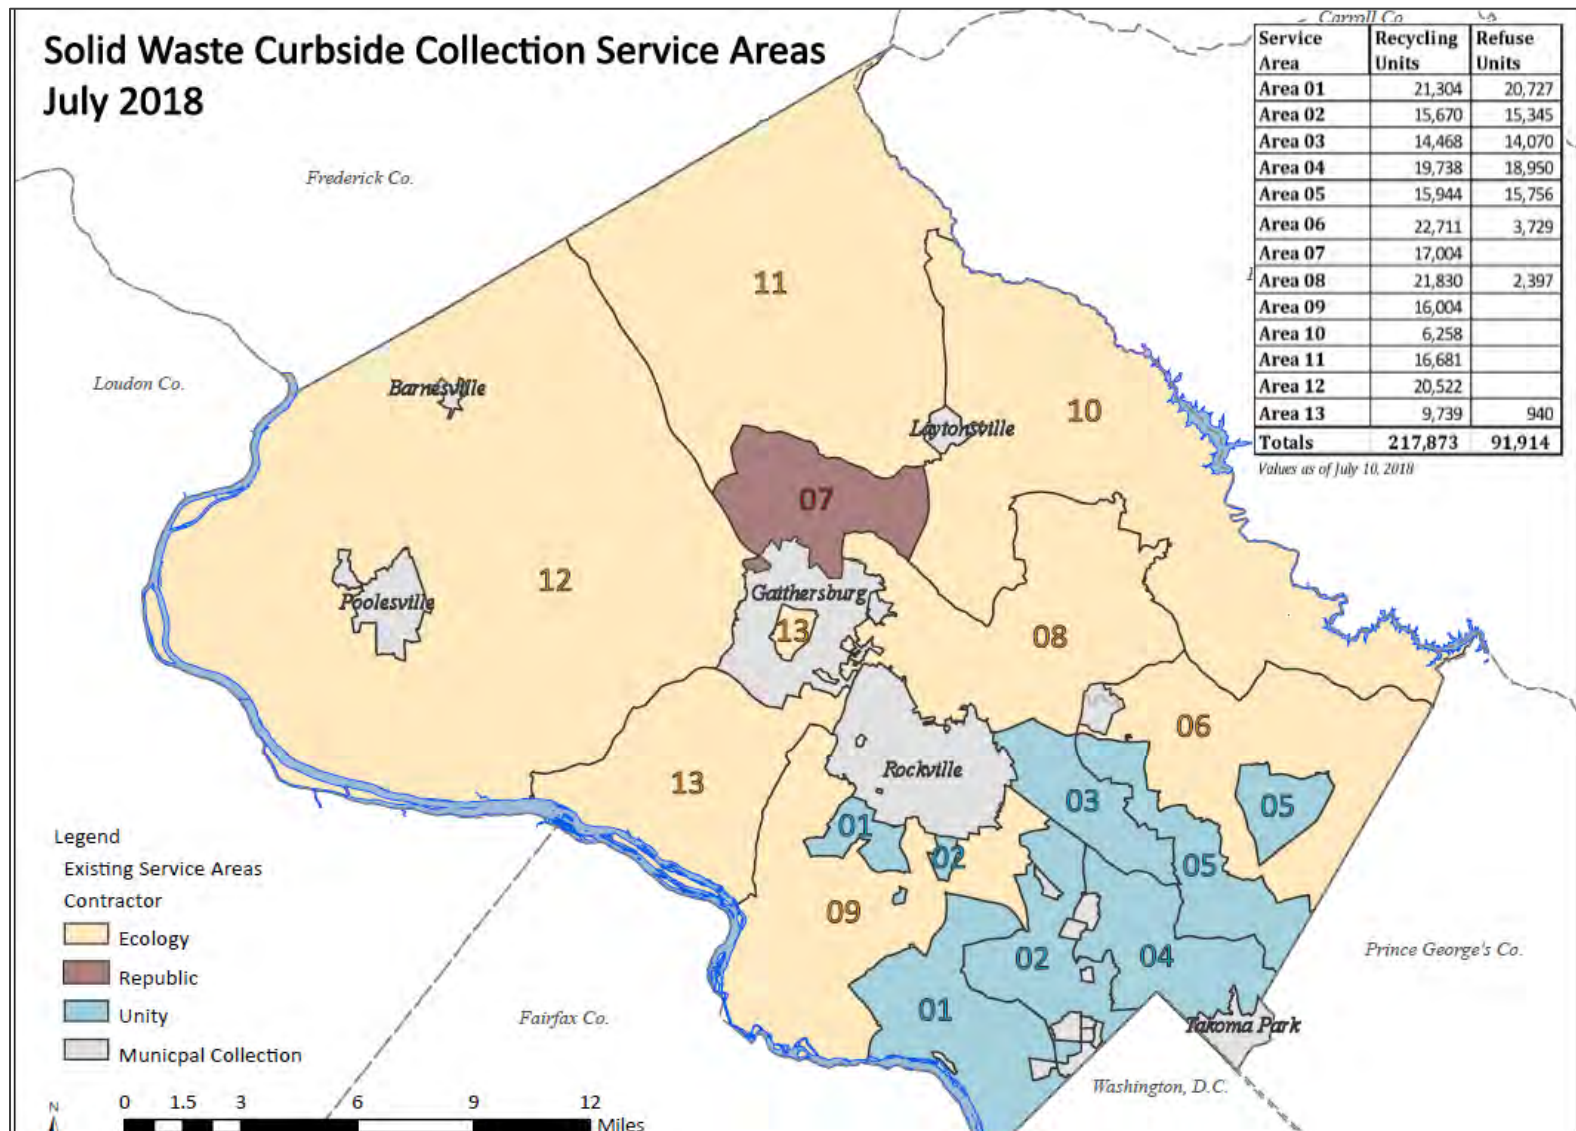 Solid Waste Curbside Collection Service Areas
July 2018
Carroll Co.
Service Area Recycling Units Refuse Units
Area 01 21,304 20,727
Area 02 15,670 15,345
Area 03 14,468 14,070
Area 04 19,738 18,950
Area 05 15,944 15,756
Area 06 22,711 3,729
Area 07 17,004
Area 08 21,830 2,397
Area 09 16,004
Area 10 6,258
Area 11 16,681
Area 12 20,522
Area 13 9,739 940
Totals 217,873 91,914
Values as of July 10, 2018
Frederick Co.
11
Loudon Co.
Barnesville
10
Laytonsville
07
12
Poolesville
Gaithersburg
13
08
06
Rockville
13
03
05
01
02
05
09
02
04
01
Prince George's Co.
Takoma Park
Fairfax Co.
Washington, D.C.
Legend
Existing Service Areas
Contractor
Ecology
Republic
Unity
Municpal Collection
N
0 1.5 3 6 9 12
Miles